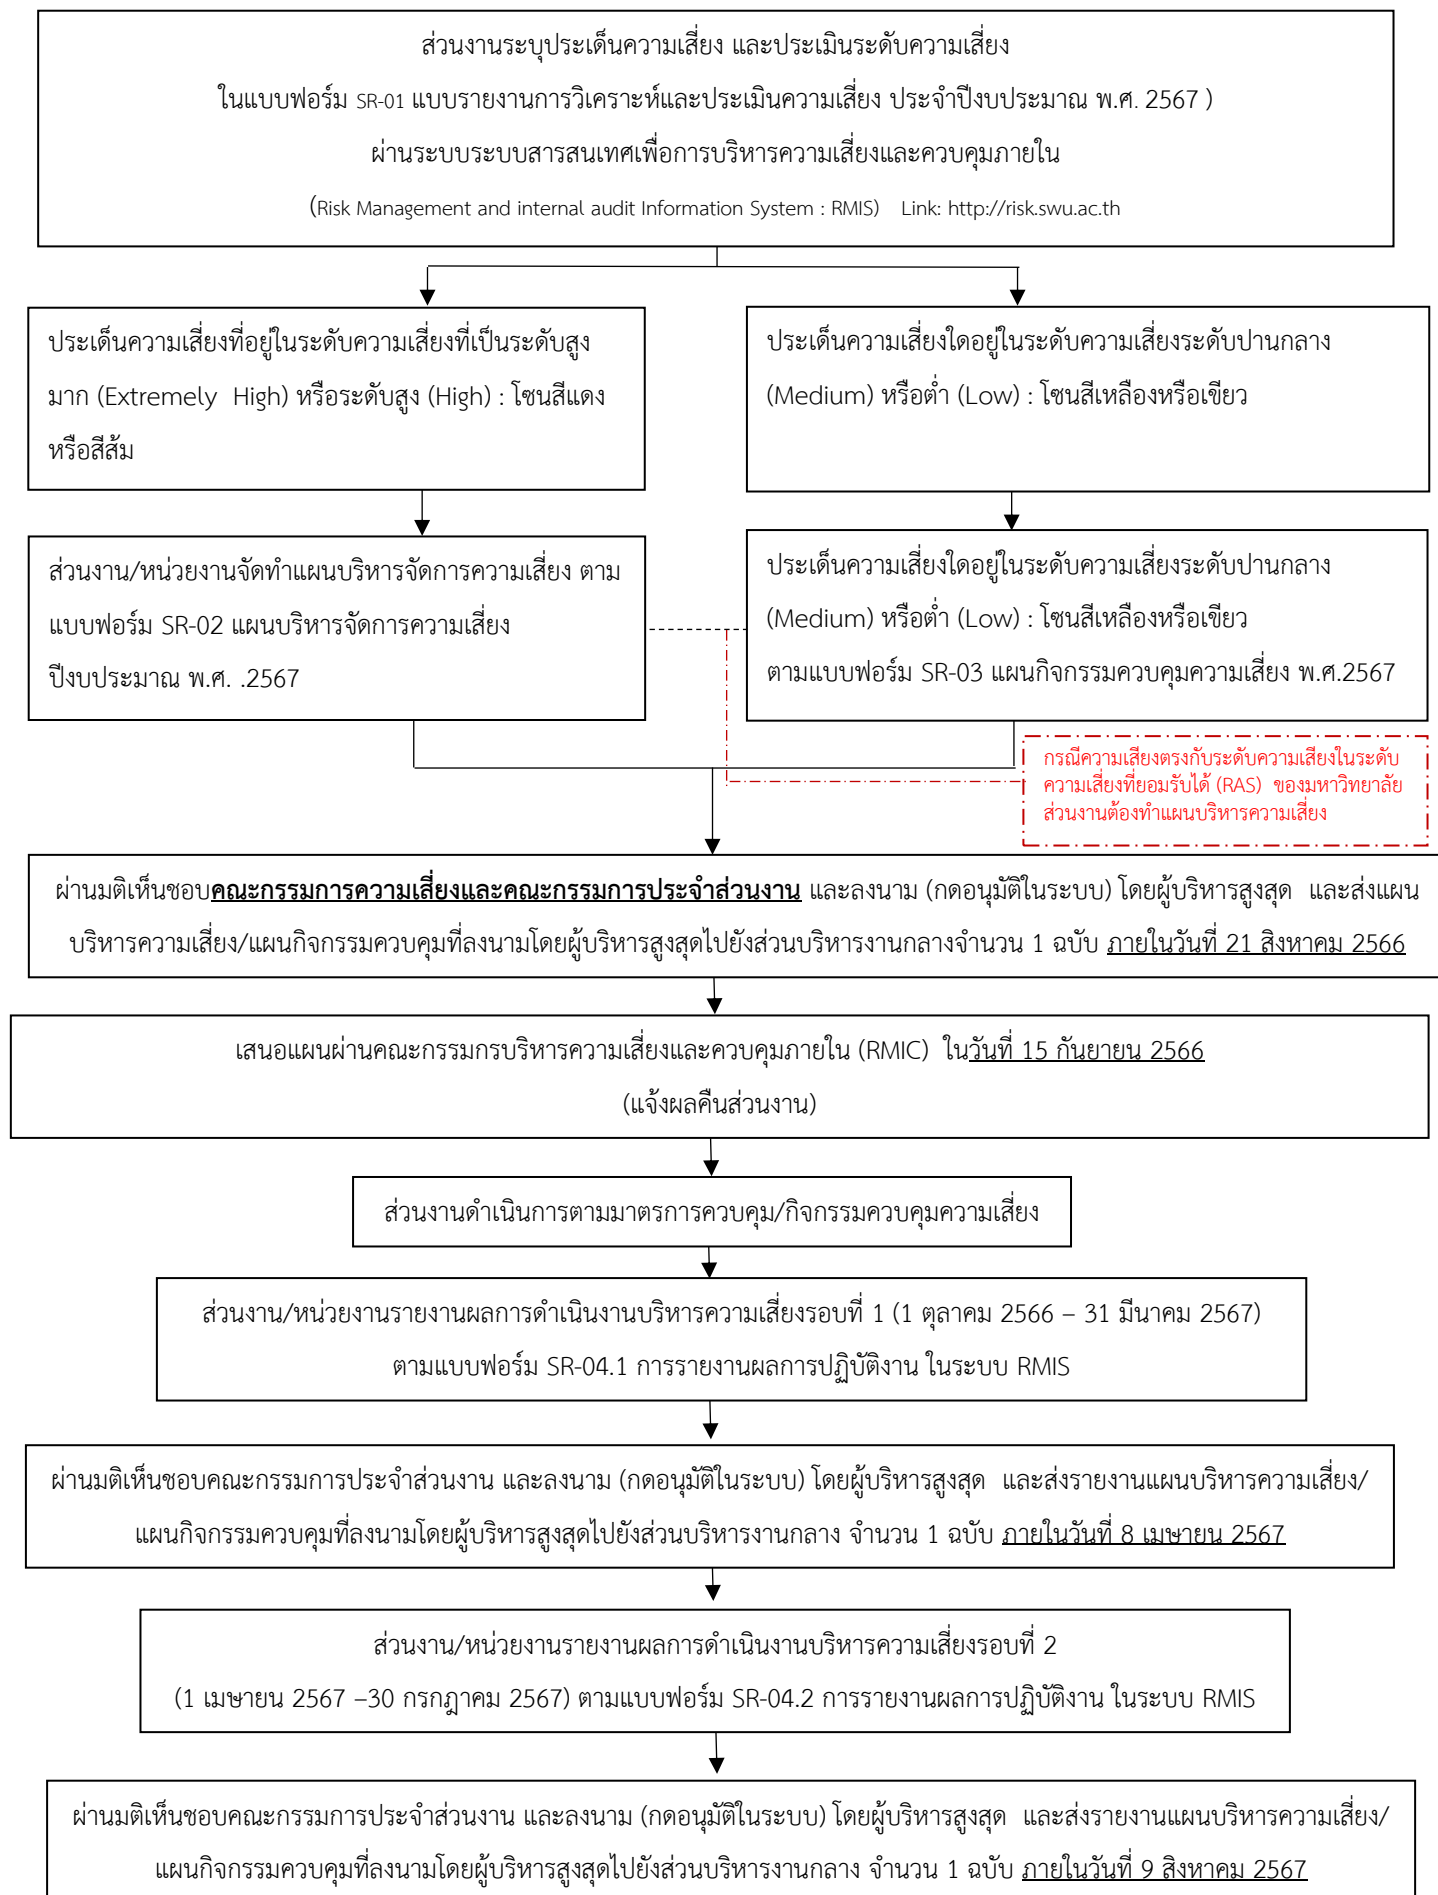 ส่วนงานระบุประเด็นความเสี่ยง และประเมินระดับความเสี่ยง
ในแบบฟอร์ม SR-01 แบบรายงานการวิเคราะห์และประเมินความเสี่ยง ประจำปีงบประมาณ พ.ศ. 2567 )
ผ่านระบบระบบสารสนเทศเพื่อการบริหารความเสี่ยงและควบคุมภายใน
(Risk Management and internal audit Information System : RMIS) Link: http://risk.swu.ac.th
ประเด็นความเสี่ยงที่อยู่ในระดับความเสี่ยงที่เป็นระดับสูง
มาก (Extremely High) หรือระดับสูง (High) : โซนสีแดง
หรือสีส้ม
ประเด็นความเสี่ยงใดอยู่ในระดับความเสี่ยงระดับปานกลาง
(Medium) หรือต่ำ (Low) : โซนสีเหลืองหรือเขียว
ส่วนงาน/หน่วยงานจัดทำแผนบริหารจัดการความเสี่ยง ตาม
แบบฟอร์ม SR-02 แผนบริหารจัดการความเสี่ยง
ปีงบประมาณ พ.ศ. .2567
ประเด็นความเสี่ยงใดอยู่ในระดับความเสี่ยงระดับปานกลาง
(Medium) หรือต่ำ (Low) : โซนสีเหลืองหรือเขียว
ตามแบบฟอร์ม SR-03 แผนกิจกรรมควบคุมความเสี่ยง พ.ศ.2567
กรณีความเสียงตรงกับระดับความเสี่ยงในระดับ
ความเสี่ยงที่ยอมรับได้ (RAS) ของมหาวิทยาลัย
ส่วนงานต้องทำแผนบริหารความเสี่ยง
ผ่านมติเห็นชอบคณะกรรมการความเสี่ยงและคณะกรรมการประจำส่วนงาน และลงนาม (กดอนุมัติในระบบ) โดยผู้บริหารสูงสุด และส่งแผน
บริหารความเสี่ยง/แผนกิจกรรมควบคุมที่ลงนามโดยผู้บริหารสูงสุดไปยังส่วนบริหารงานกลางจำนวน 1 ฉบับ ภายในวันที่ 21 สิงหาคม 2566
เสนอแผนผ่านคณะกรรมกรบริหารความเสี่ยงและควบคุมภายใน (RMIC) ในวันที่ 15 กันยายน 2566
(แจ้งผลคืนส่วนงาน)
ส่วนงานดำเนินการตามมาตรการควบคุม/กิจกรรมควบคุมความเสี่ยง
ส่วนงาน/หน่วยงานรายงานผลการดำเนินงานบริหารความเสี่ยงรอบที่ 1 (1 ตุลาคม 2566 – 31 มีนาคม 2567)
ตามแบบฟอร์ม SR-04.1 การรายงานผลการปฏิบัติงาน ในระบบ RMIS
ผ่านมติเห็นชอบคณะกรรมการประจำส่วนงาน และลงนาม (กดอนุมัติในระบบ) โดยผู้บริหารสูงสุด และส่งรายงานแผนบริหารความเสี่ยง/
แผนกิจกรรมควบคุมที่ลงนามโดยผู้บริหารสูงสุดไปยังส่วนบริหารงานกลาง จำนวน 1 ฉบับ ภายในวันที่ 8 เมษายน 2567
ส่วนงาน/หน่วยงานรายงานผลการดำเนินงานบริหารความเสี่ยงรอบที่ 2
(1 เมษายน 2567 –30 กรกฎาคม 2567) ตามแบบฟอร์ม SR-04.2 การรายงานผลการปฏิบัติงาน ในระบบ RMIS
ผ่านมติเห็นชอบคณะกรรมการประจำส่วนงาน และลงนาม (กดอนุมัติในระบบ) โดยผู้บริหารสูงสุด และส่งรายงานแผนบริหารความเสี่ยง/
แผนกิจกรรมควบคุมที่ลงนามโดยผู้บริหารสูงสุดไปยังส่วนบริหารงานกลาง จำนวน 1 ฉบับ ภายในวันที่ 9 สิงหาคม 2567